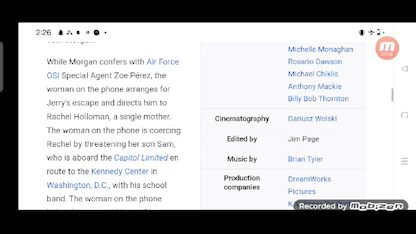 2:26
While Morgan confers with Air Force
OSI Special Agent Zoe Pérez, the
woman on the phone arranges for
Jerry's escape and directs him to
Rachel Holloman, a single mother.
The woman on the phone is coercing
Rachel by threatening her son Sam,
who is aboard the Capitol Limited en
route to the Kennedy Center in
Washington, D.C., with his school
band. The woman on the phone
Michelle Monaghan
Rosario Dawson
Michael Chiklis
Anthony Mackie
Billy Bob Thornton
Cinematography Dariusz Wolski
Edited by Jim Page
Music by Brian Tyler
Production DreamWorks
companies Pictures
Recorded by MOBIZEN